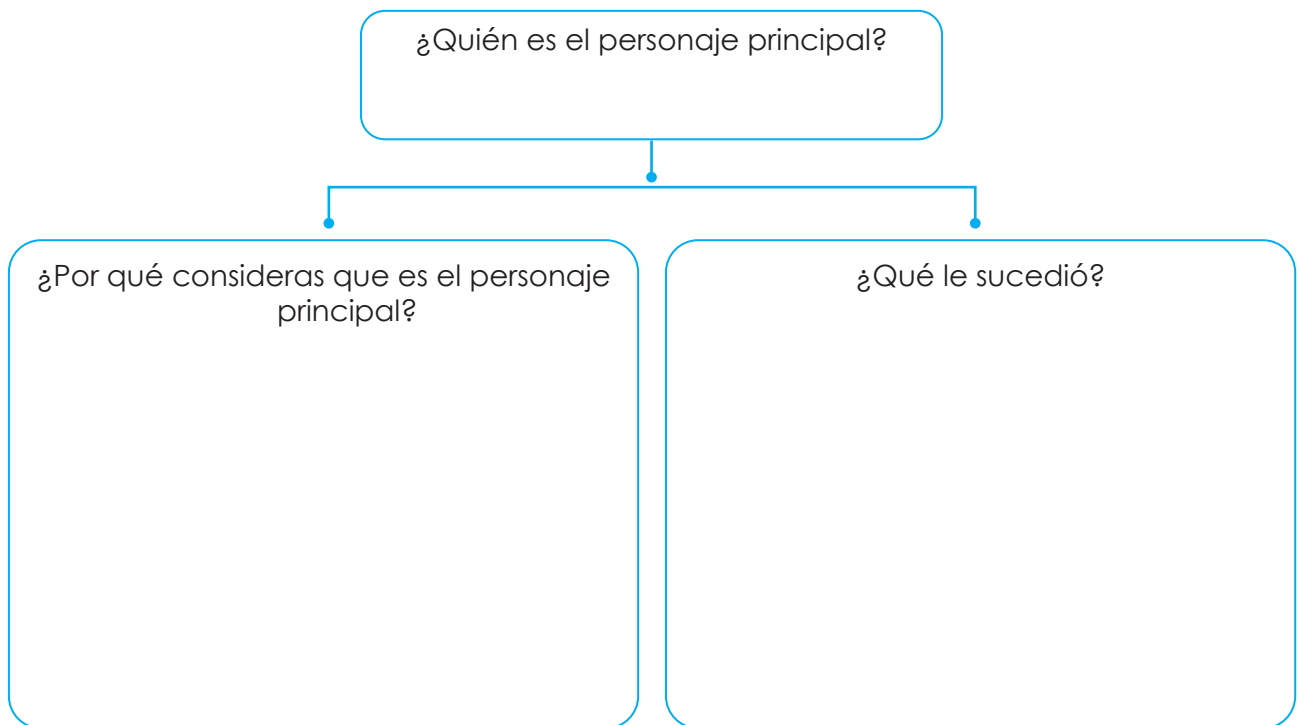 ¿Quién es el personaje principal?
¿Por qué consideras que es el personaje
principal?
¿Qué le sucedió?